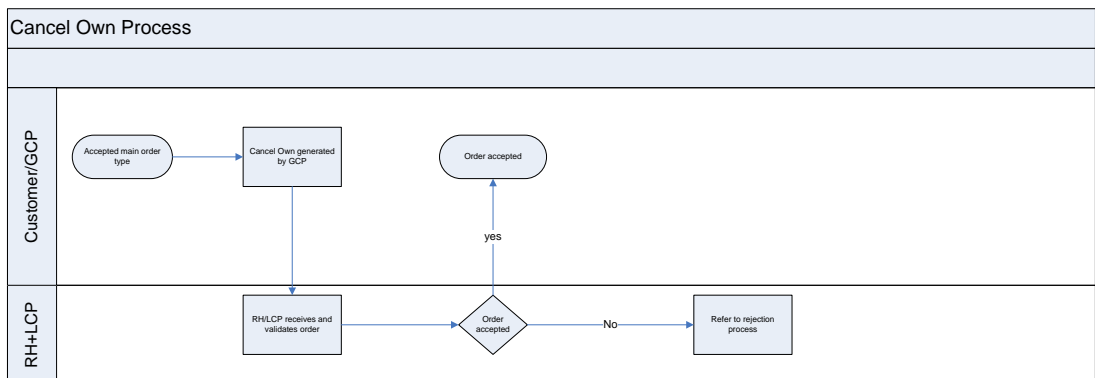 Cancel Own Process
Customer/GCP
Accepted main order
type
Cancel Own generated
by GCP
Order accepted
yes
RH+LCP
RH/LCP receives and
validates order
Order
accepted
No
Refer to rejection
process